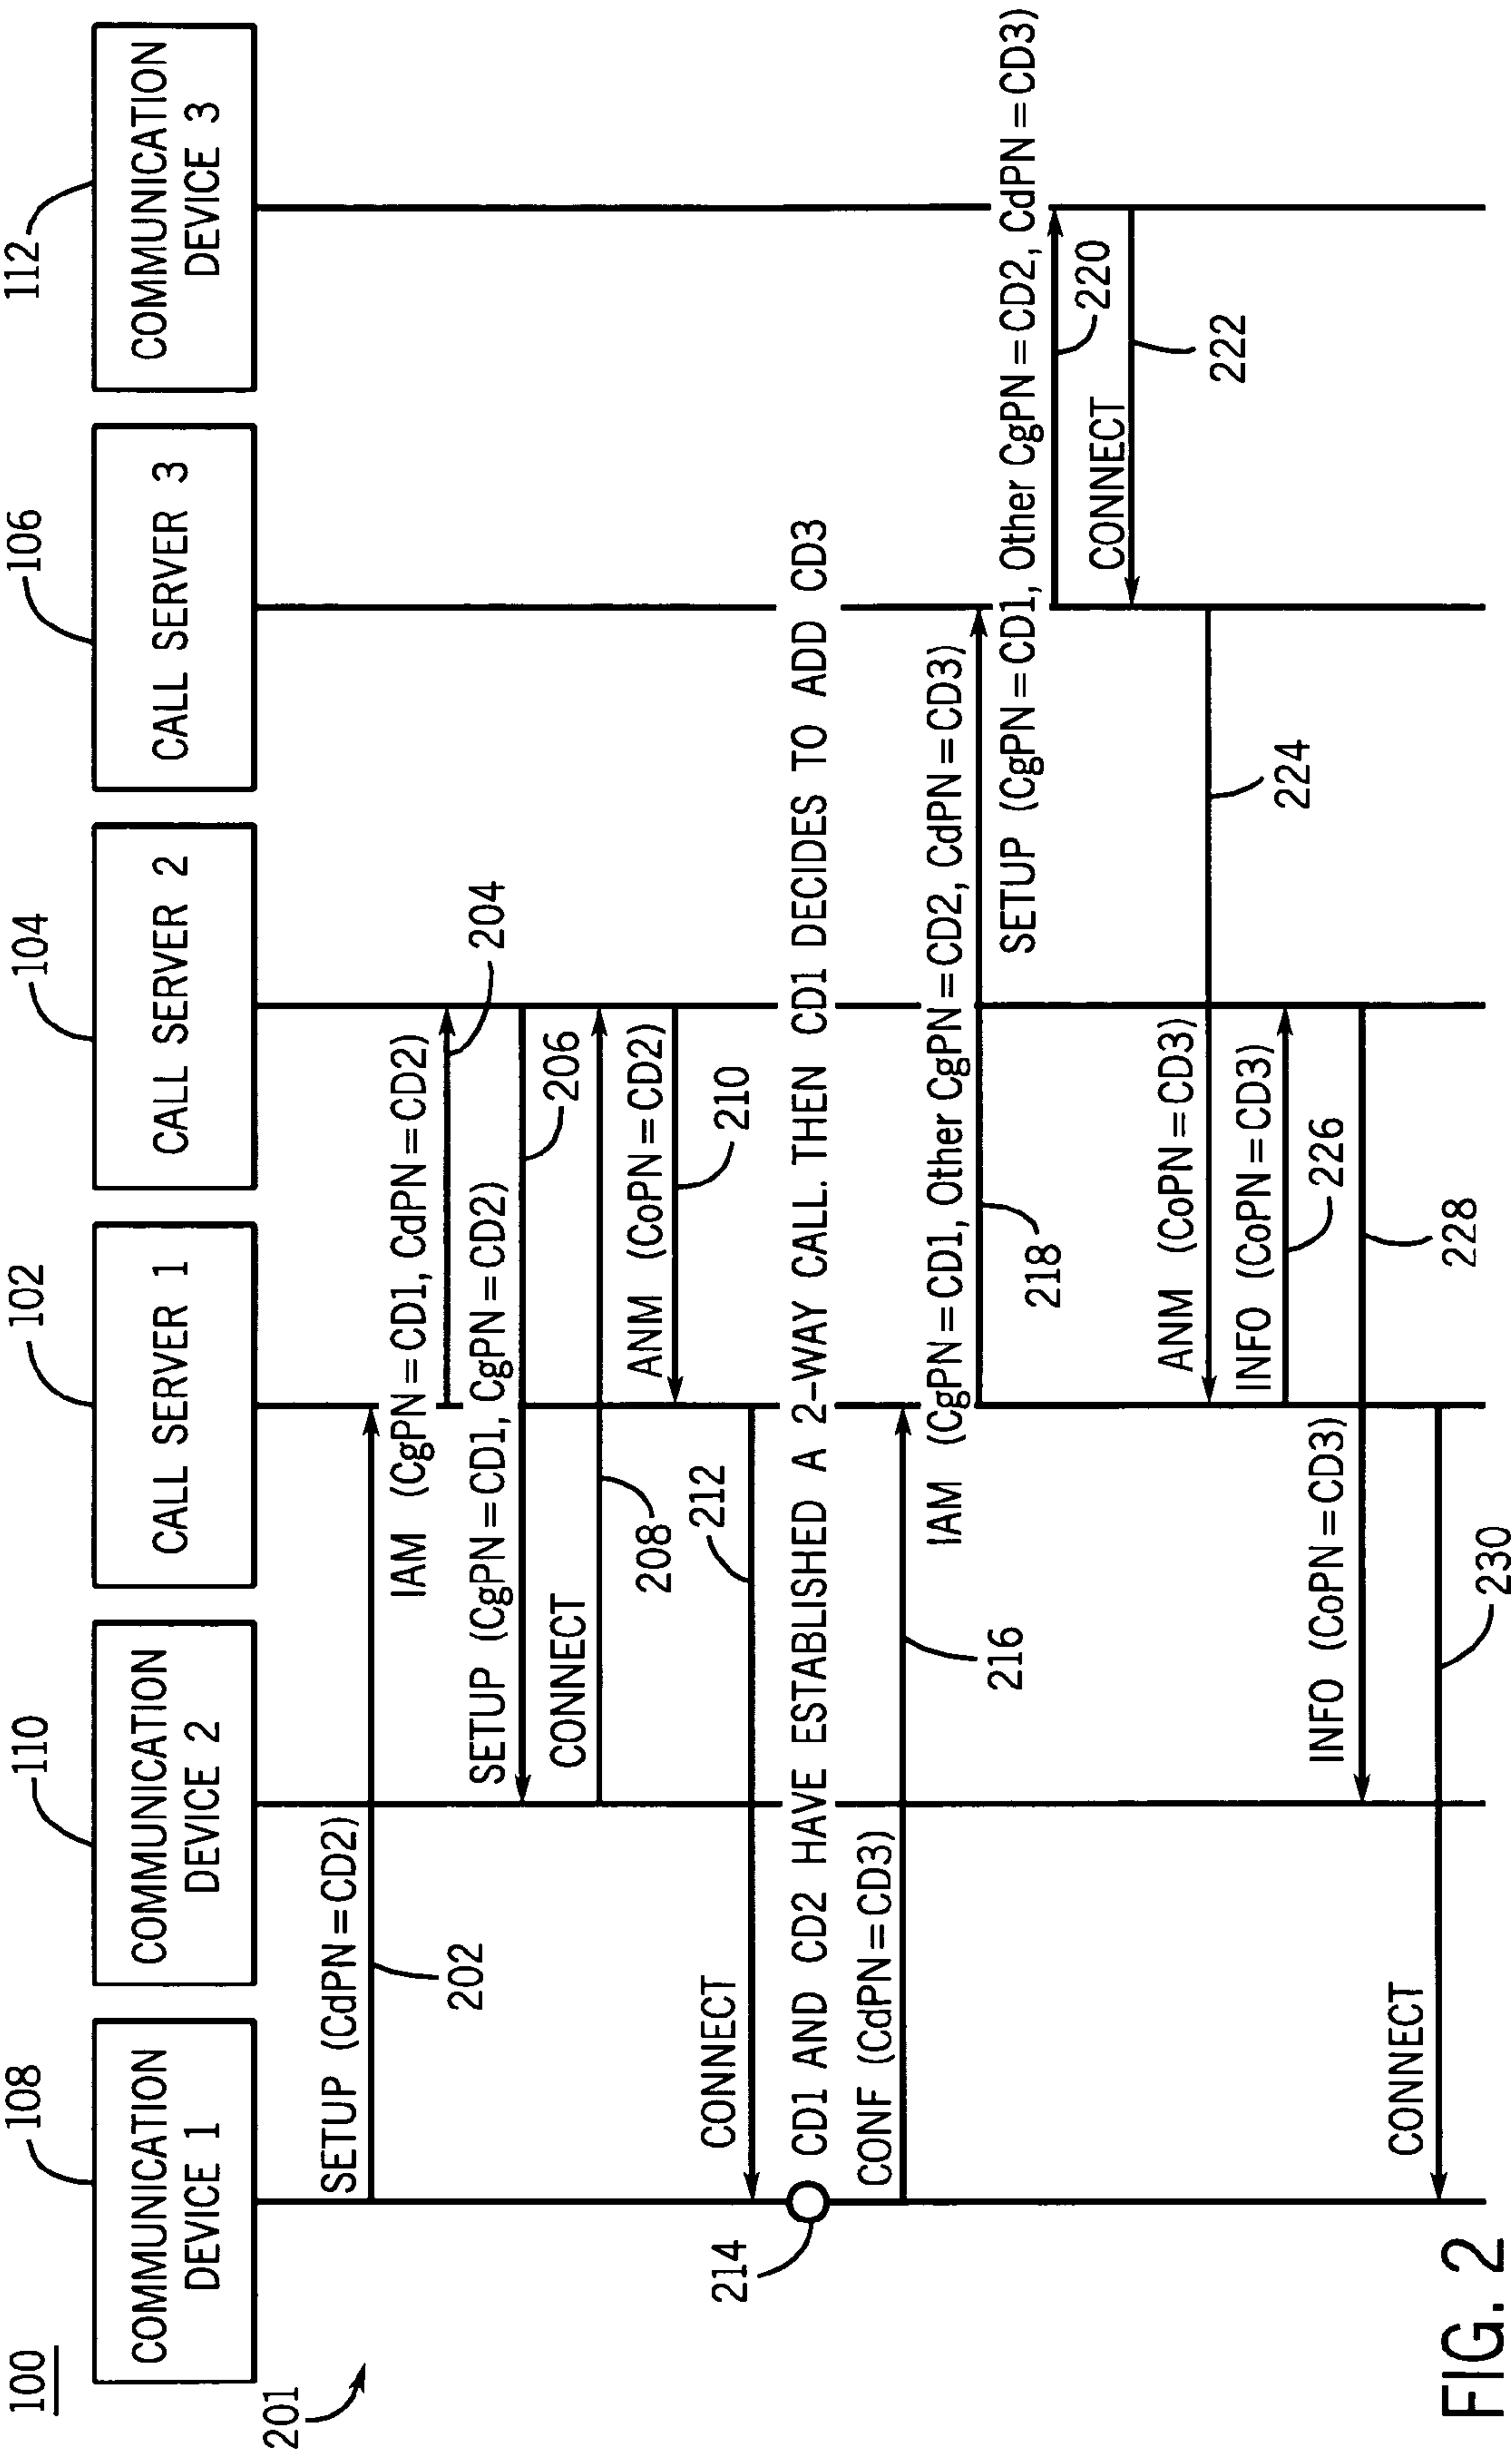 100
201
108
110
102
104
106
112
COMMUNICATION
DEVICE 1
COMMUNICATION
DEVICE 2
CALL SERVER 1
CALL SERVER 2
CALL SERVER 3
COMMUNICATION
DEVICE 3
SETUP (CdPN=CD2)
202
IAM (CgPN=CD1, CdPN=CD2)
204
SETUP (CgPN=CD1, CgPN=CD2)
206
CONNECT
208
ANM (CoPN=CD2)
210
CONNECT
212
214
CD1 AND CD2 HAVE ESTABLISHED A 2-WAY CALL. THEN CD1 DECIDES TO ADD CD3
CONF (CdPN=CD3)
216
IAM (CgPN=CD1, Other CgPN=CD2, CdPN=CD3)
218
SETUP (CgPN=CD1, Other CgPN=CD2, CdPN=CD3)
220
CONNECT
222
ANM (CoPN=CD3)
224
INFO (CoPN=CD3)
226
INFO (CoPN=CD3)
228
CONNECT
230
FIG. 2